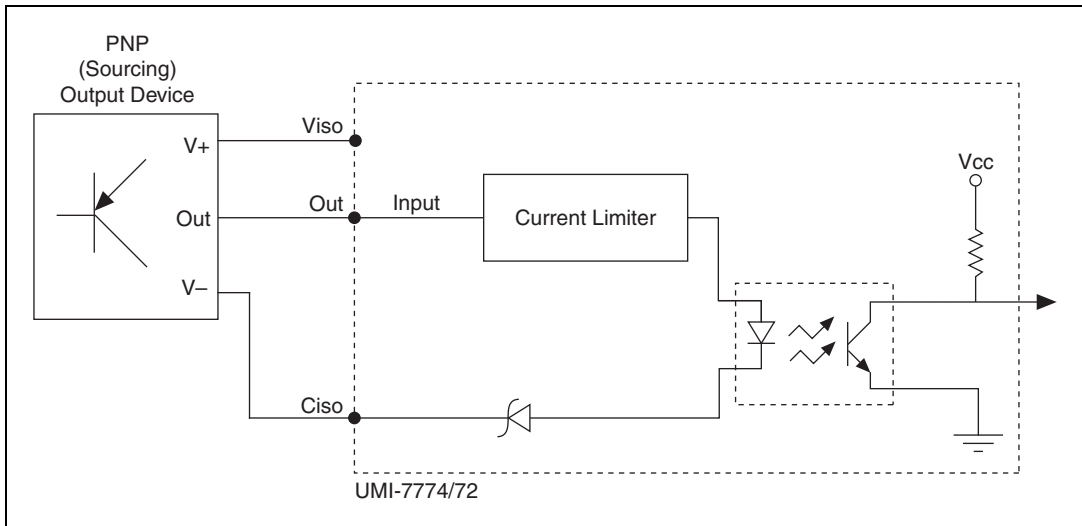 PNP
(Sourcing)
Output Device
V+
Out
V–
Viso
Out
Input
Current Limiter
Vcc
Ciso
UMI-7774/72